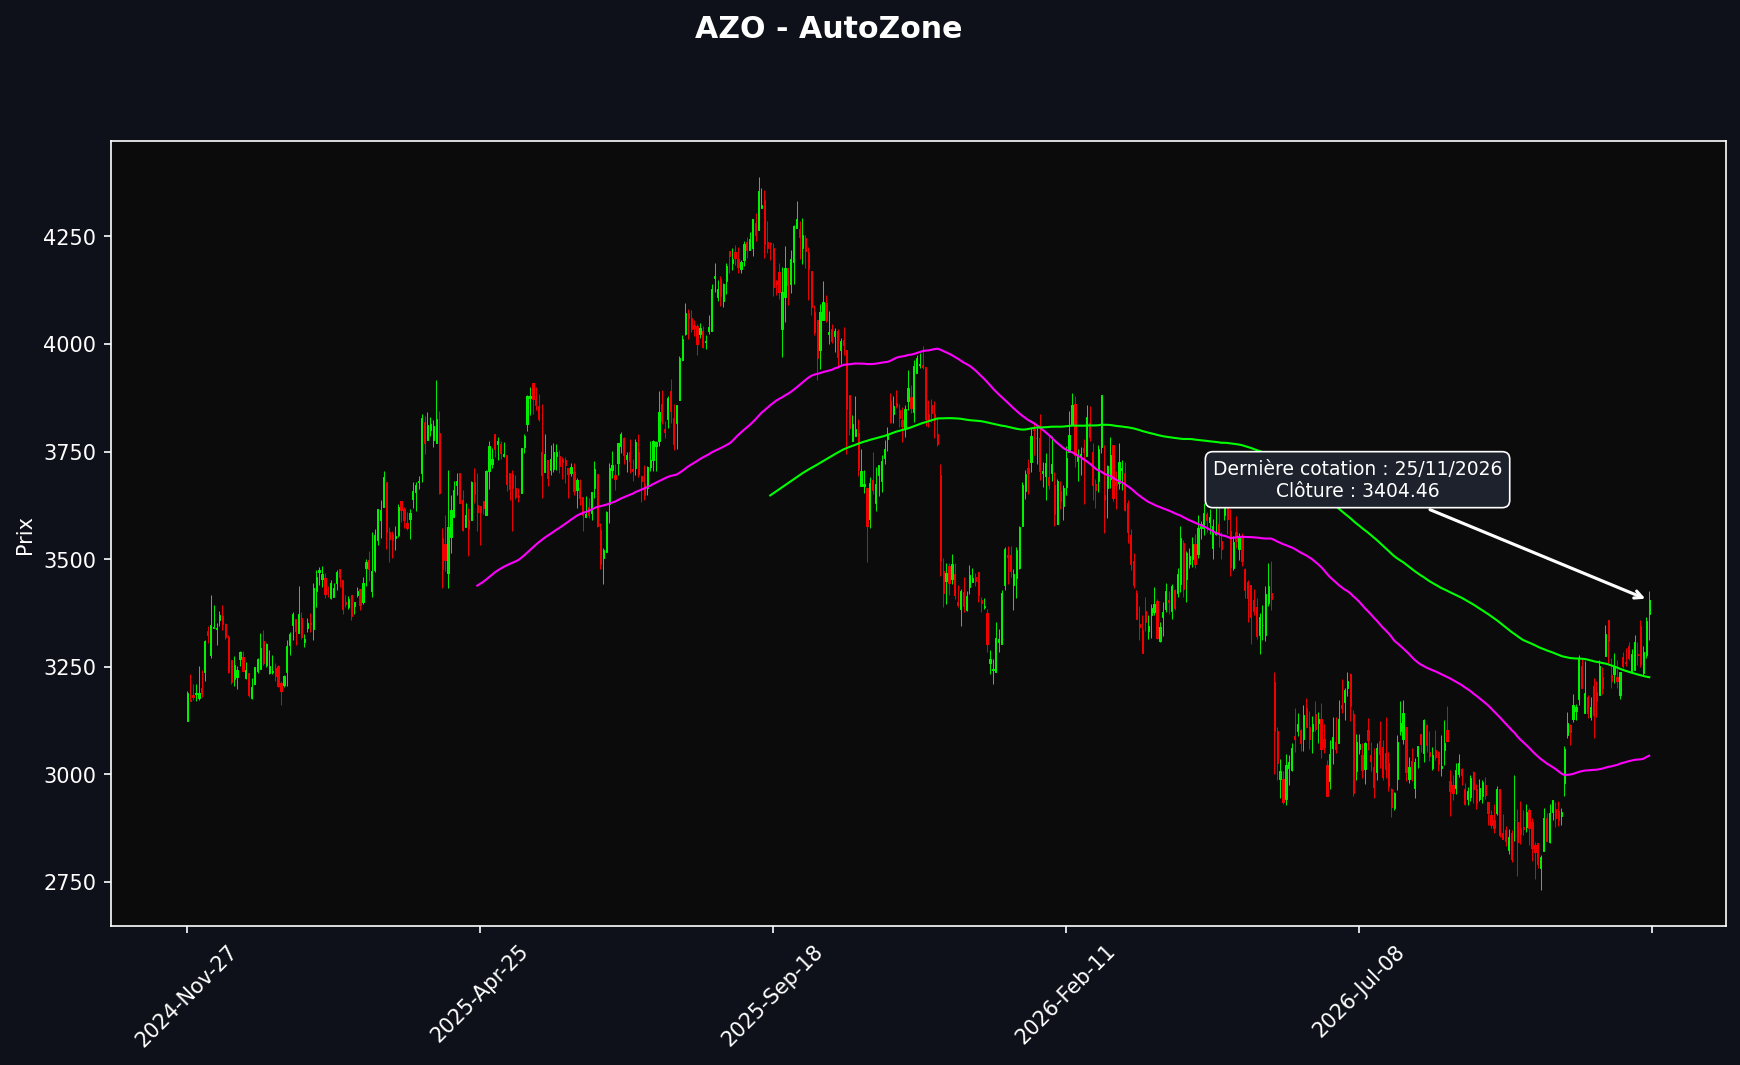 AZO - AutoZone
Prix
4250
4000
3750
3500
3250
3000
2750
Dernière cotation : 25/11/2026
Clôture : 3404.46
2024-Nov-27
2025-Apr-25
2025-Sep-18
2026-Feb-11
2026-Jul-08